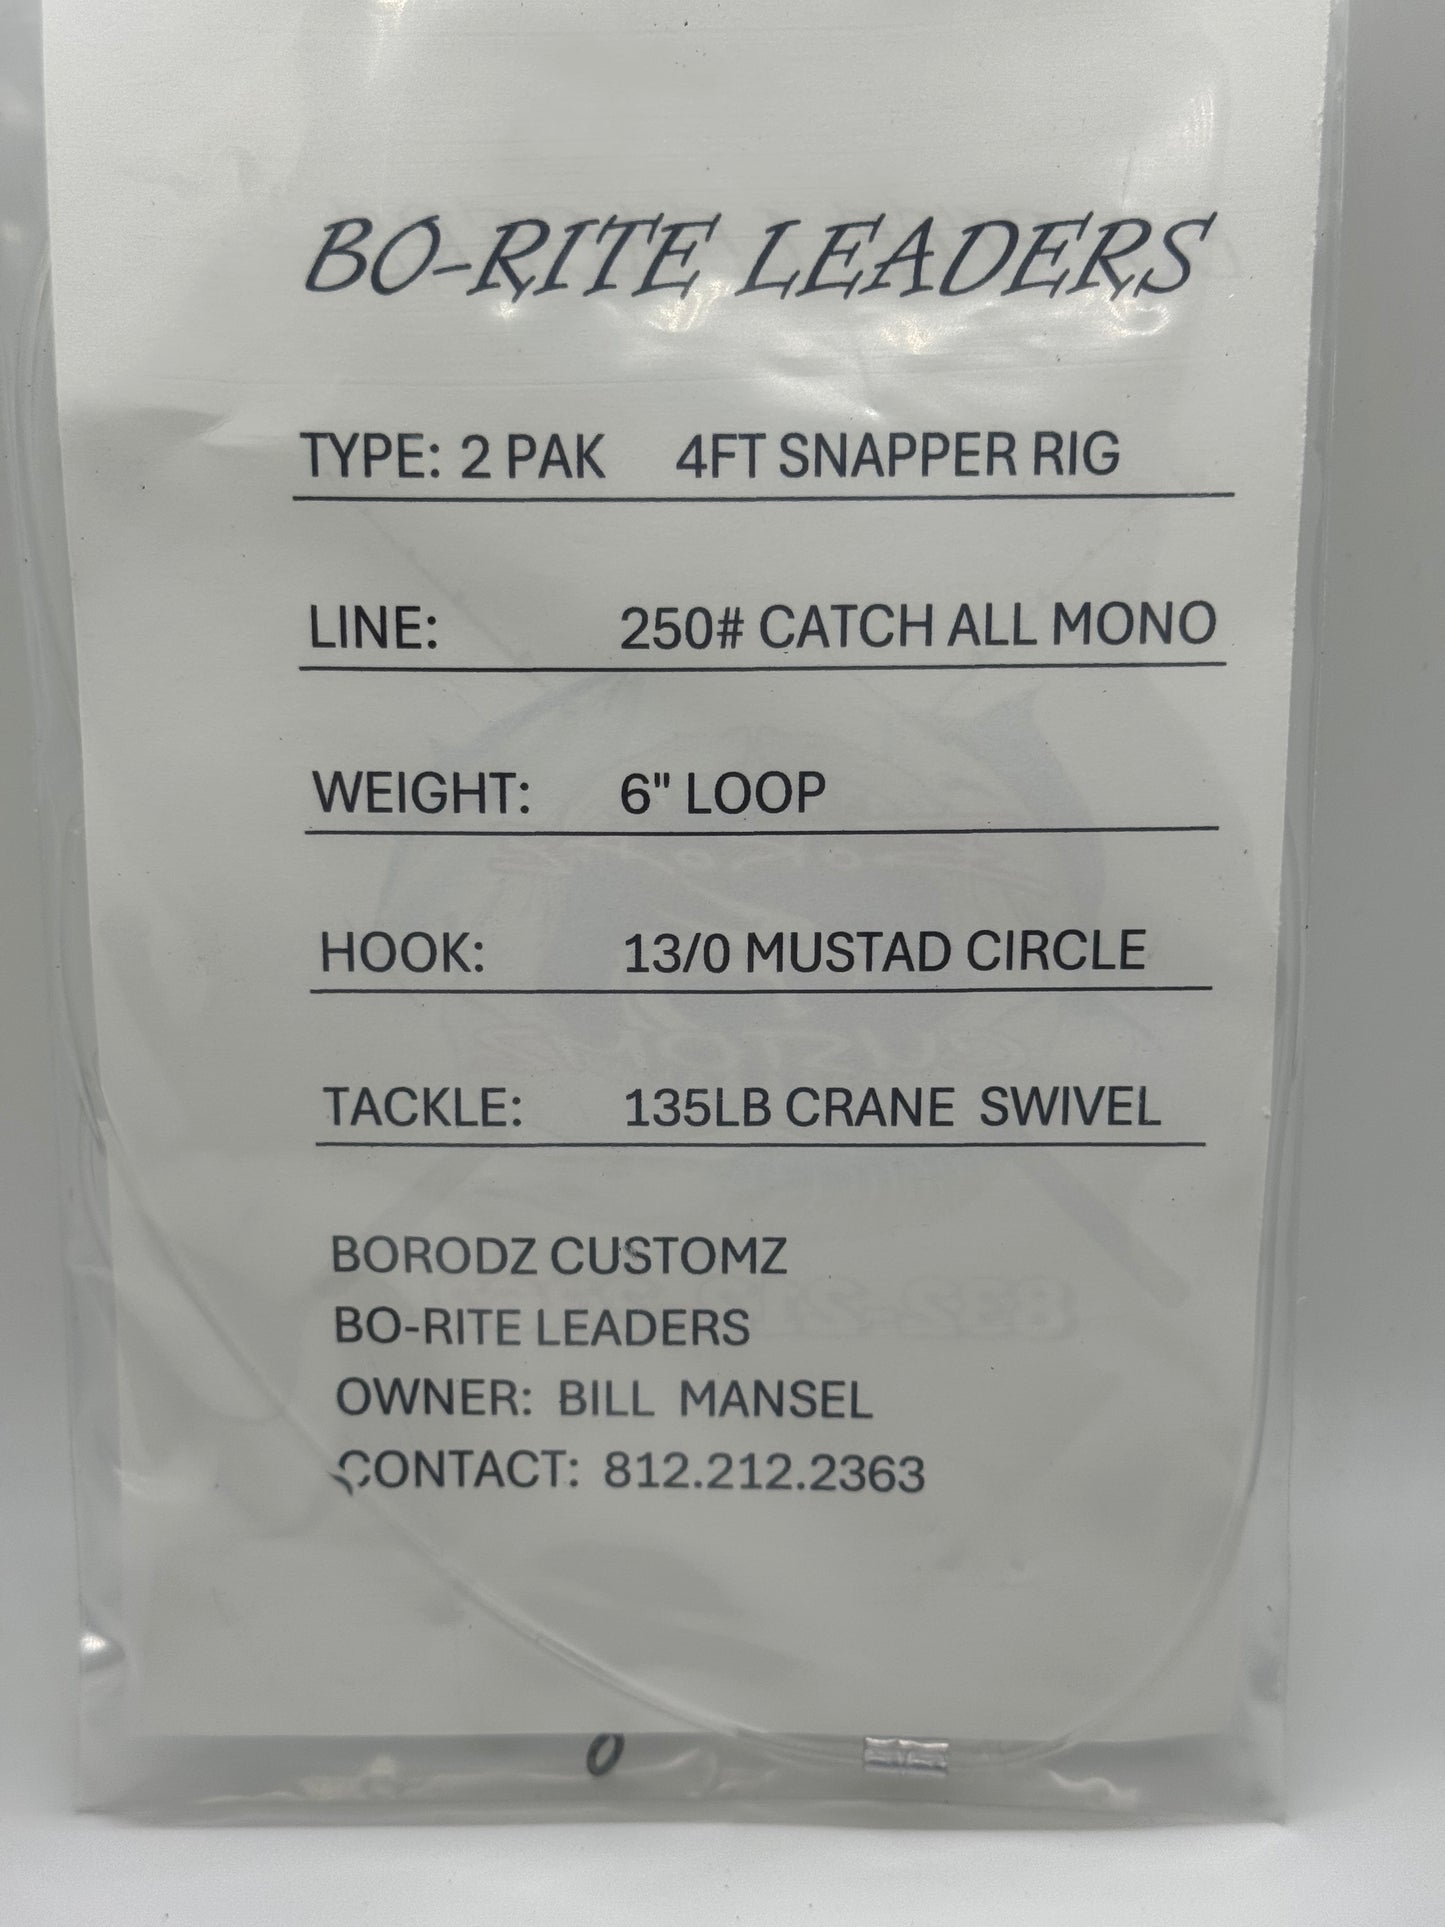 BO-RITE LEADERS
TYPE: 2 PAK 4FT SNAPPER RIG
LINE: 250# CATCH ALL MONO
WEIGHT: 6" LOOP
HOOK: 13/0 MUSTAD CIRCLE
TACKLE: 135LB CRANE SWIVEL
BORODZ CUSTOMZ
BO-RITE LEADERS
OWNER: BILL MANSEL
CONTACT: 812.212.2363